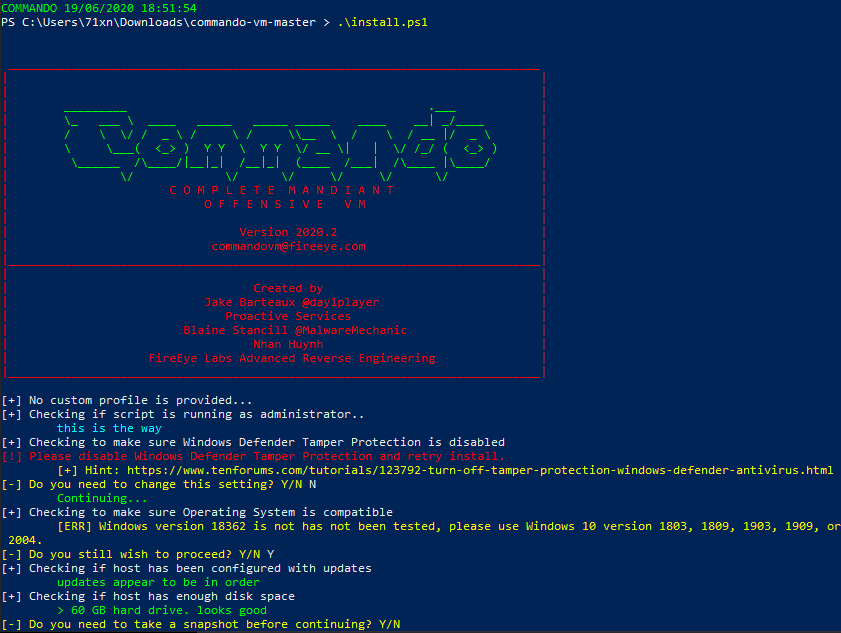 COMMANDO 19/06/2020 18:51:54
PS C:\Users\71xn\Downloads\commando-vm-master > .\install.ps1
Commando
C O M P L E T E  M A N D I A N T
O F F E N S I V E  V M
Version 2020.2
commandovm@fireeye.com
Created by
Jake Barteaux @day1player
Proactive Services
Blaine Stancill @MalwareMechanic
Nhan Huynh
FireEye Labs Advanced Reverse Engineering
[+] No custom profile is provided...
[+] Checking if script is running as administrator..
this is the way
[+] Checking to make sure Windows Defender Tamper Protection is disabled
[!] Please disable Windows Defender Tamper Protection and retry install.
[+] Hint: https://www.tenforums.com/tutorials/123792-turn-off-tamper-protection-windows-defender-antivirus.html
[-] Do you need to change this setting? Y/N N
Continuing...
[+] Checking to make sure Operating System is compatible
[ERR] Windows version 18362 is not has not been tested, please use Windows 10 version 1803, 1809, 1903, 1909, or
2004.
[-] Do you still wish to proceed? Y/N Y
[+] Checking if host has been configured with updates
updates appear to be in order
[+] Checking if host has enough disk space
> 60 GB hard drive. looks good
[-] Do you need to take a snapshot before continuing? Y/N